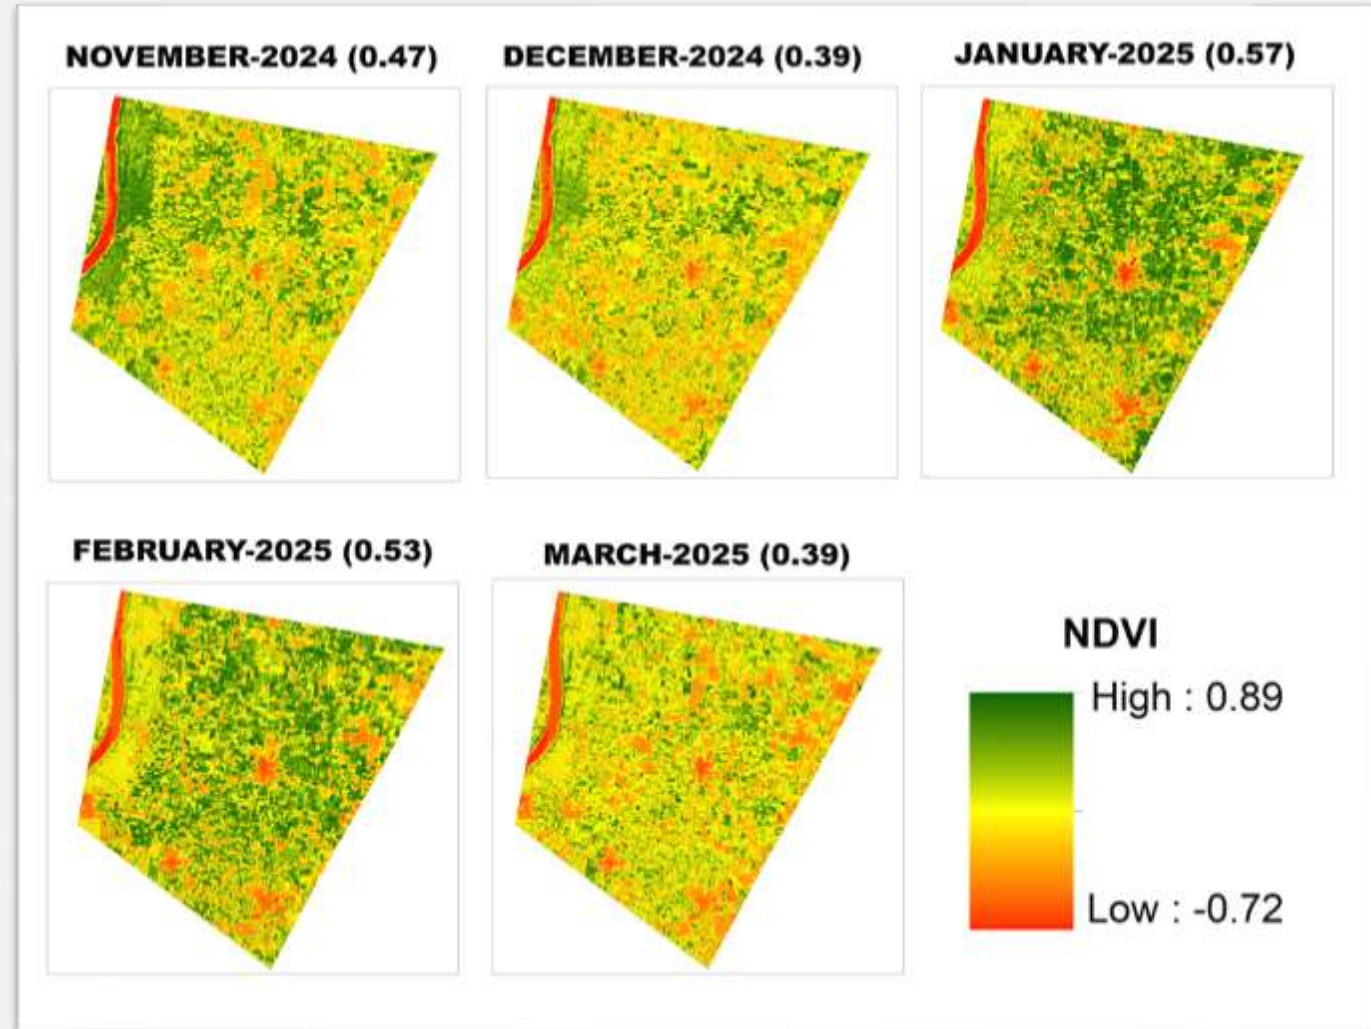 NOVEMBER-2024 (0.47)
DECEMBER-2024 (0.39)
JANUARY-2025 (0.57)
FEBRUARY-2025 (0.53)
MARCH-2025 (0.39)
NDVI
High : 0.89
Low : -0.72